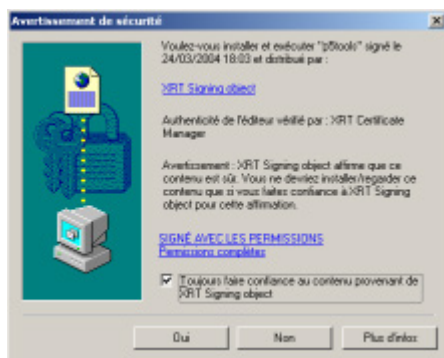 Avertissement de sécurité
Voulez-vous installer et exécuter "p5tools" signé le
24/03/2004 18:03 et distribué par :
XRT Signing object
Authenticité de l'éditeur vérifié par : XRT Certificate
Manager
Avertissement : XRT Signing object affirme que ce
contenu est sûr. Vous ne devriez installer/regarder ce
contenu que si vous faites confiance à XRT Signing
object pour cette affirmation.
SIGNÉ AVEC LES PERMISSIONS
Permissions complètes
Toujours faire confiance au contenu provenant de
XRT Signing object
Oui
Non
Plus d'infos